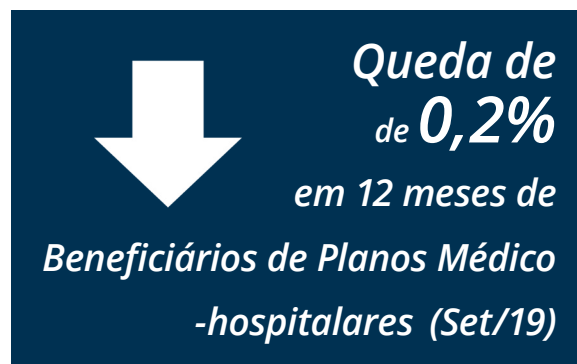 Queda de
de 0,2%
em 12 meses de
Beneficiários de Planos Médico
-hospitalares (Set/19)